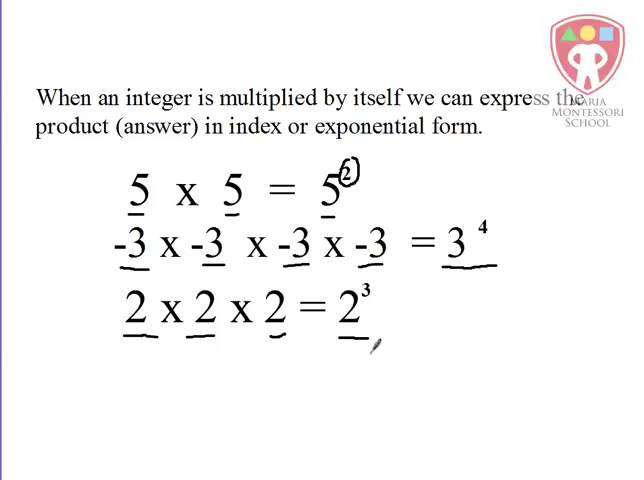 When an integer is multiplied by itself we can express the
product (answer) in index or exponential form.
MARIA
MONTESSORI
SCHOOL
5 x 5 = 5²
-3 x -3 x -3 x -3 = 3⁴
2 x 2 x 2 = 2³